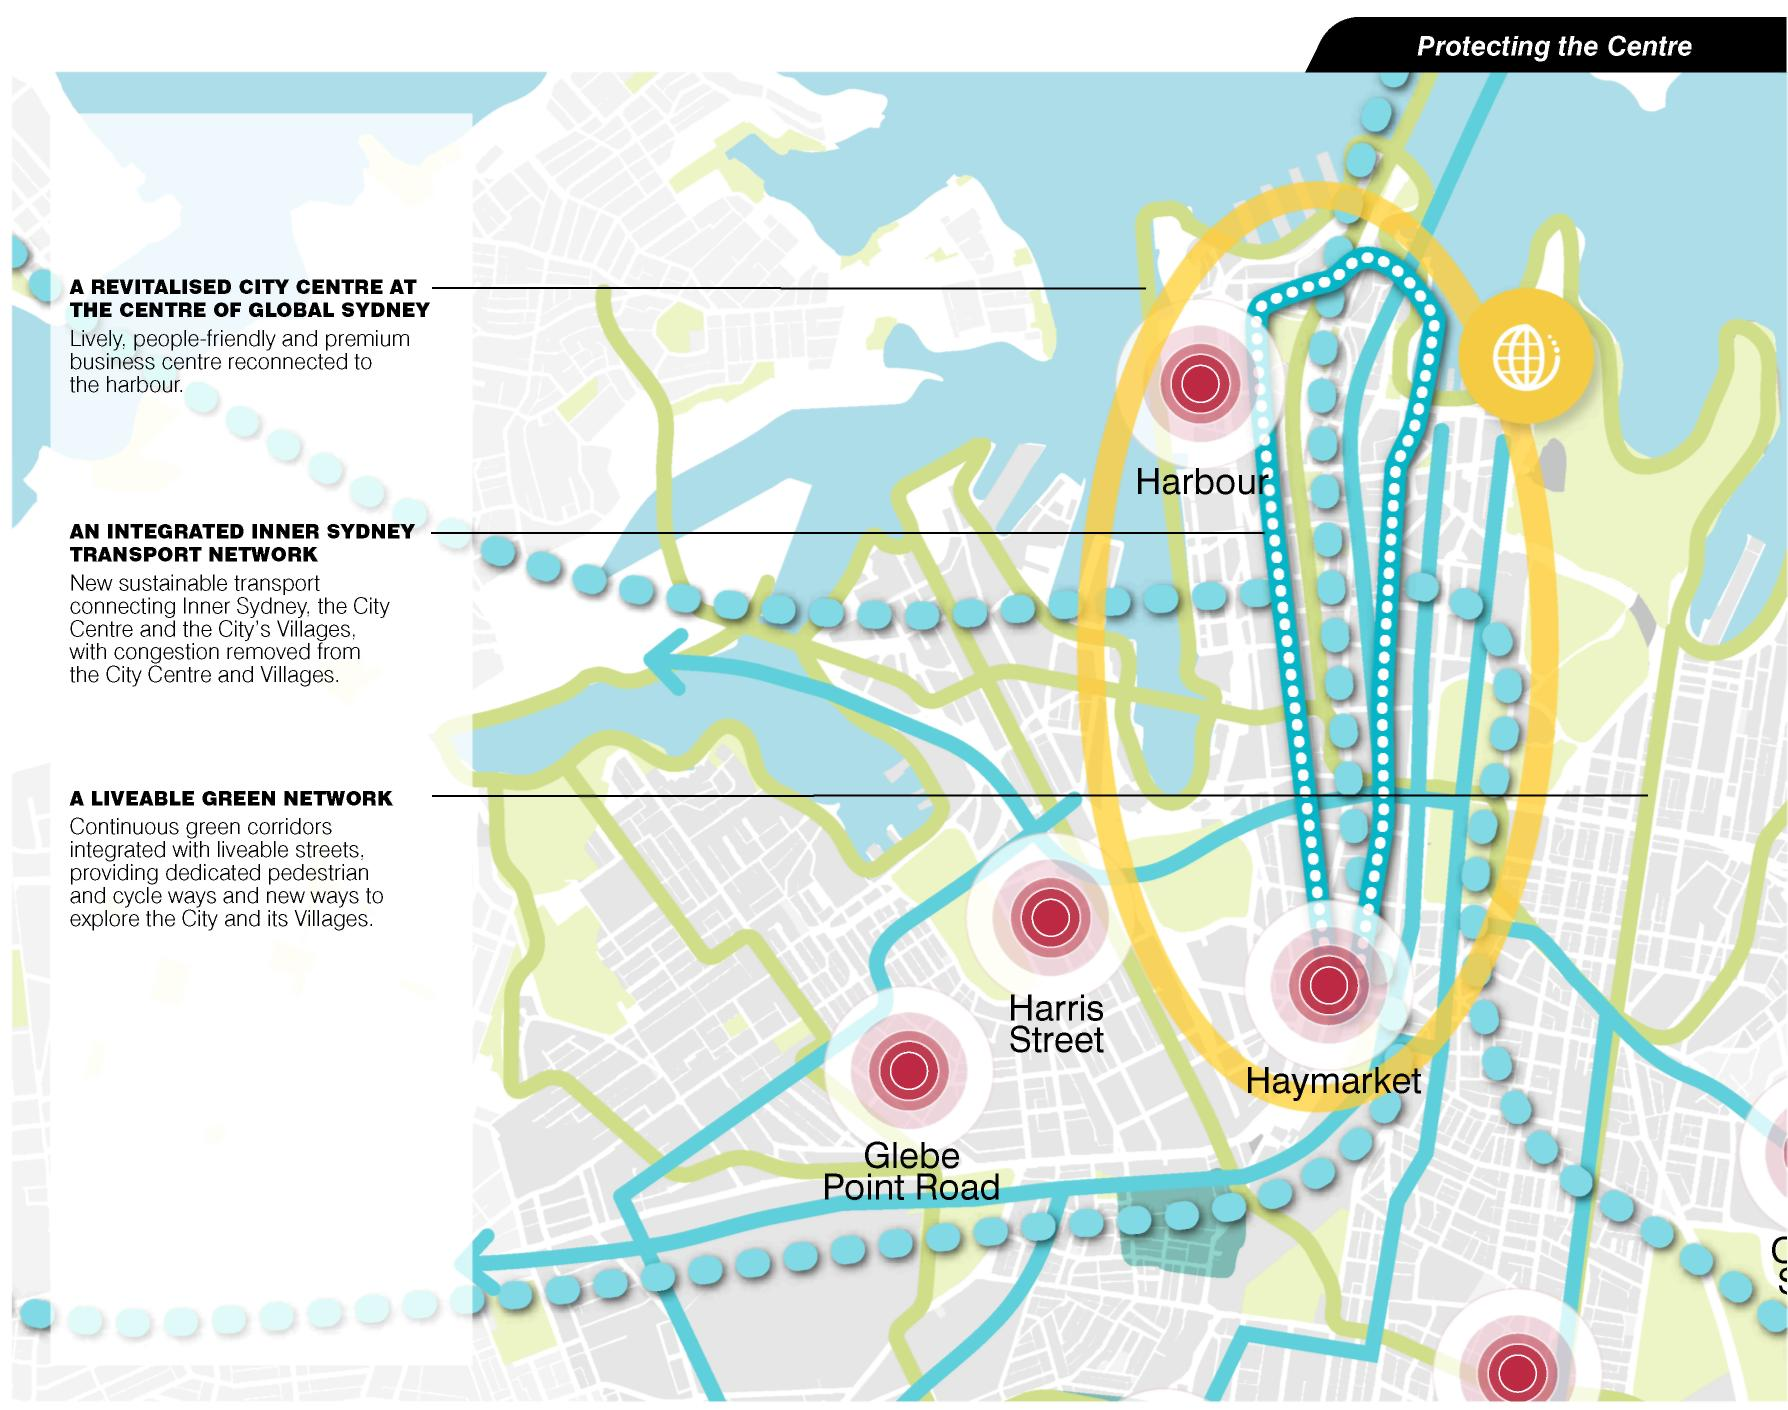 Protecting the Centre
A REVITALISED CITY CENTRE AT
THE CENTRE OF GLOBAL SYDNEY
Lively, people-friendly and premium
business centre reconnected to
the harbour.
AN INTEGRATED INNER SYDNEY
TRANSPORT NETWORK
New sustainable transport
connecting Inner Sydney, the City
Centre and the City's Villages,
with congestion removed from
the City Centre and Villages.
A LIVEABLE GREEN NETWORK
Continuous green corridors
integrated with liveable streets,
providing dedicated pedestrian
and cycle ways and new ways to
explore the City and its Villages.
Harbour
Harris
Street
Haymarket
Glebe
Point Road